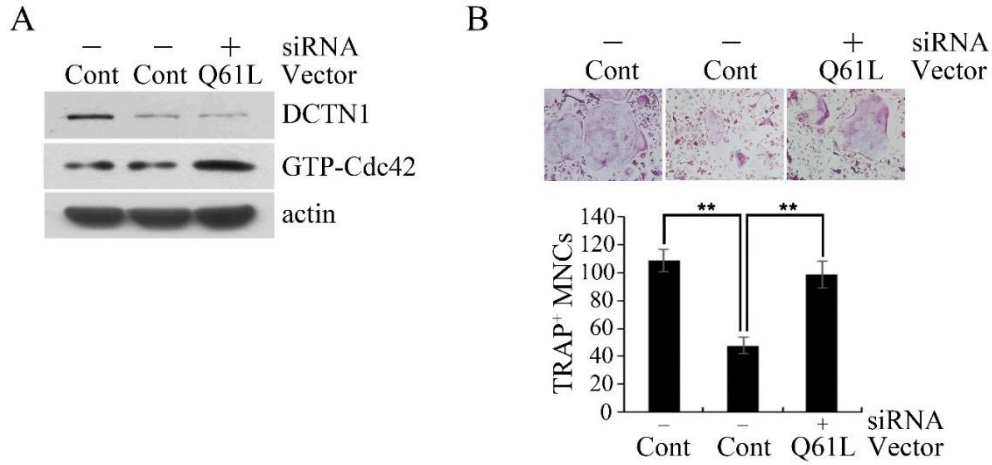 A
− − + siRNA
Cont Cont Q61L Vector
DCTN1
GTP-Cdc42
actin
B
− − + siRNA
Cont Cont Q61L Vector
** **
140
120
100
80
60
40
20
0
TRAP+ MNCs
− − + siRNA
Cont Cont Q61L Vector